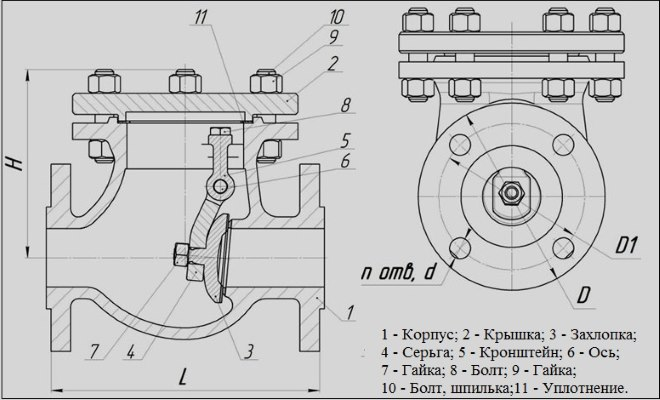 11
10
9
2
8
5
6
H
7
4
3
1
L
n отв, d
D1
D
1 - Корпус; 2 - Крышка; 3 - Захлопка;
4 - Серьга; 5 - Кронштейн; 6 - Ось;
7 - Гайка; 8 - Болт; 9 - Гайка;
10 - Болт, шпилька;11 - Уплотнение.